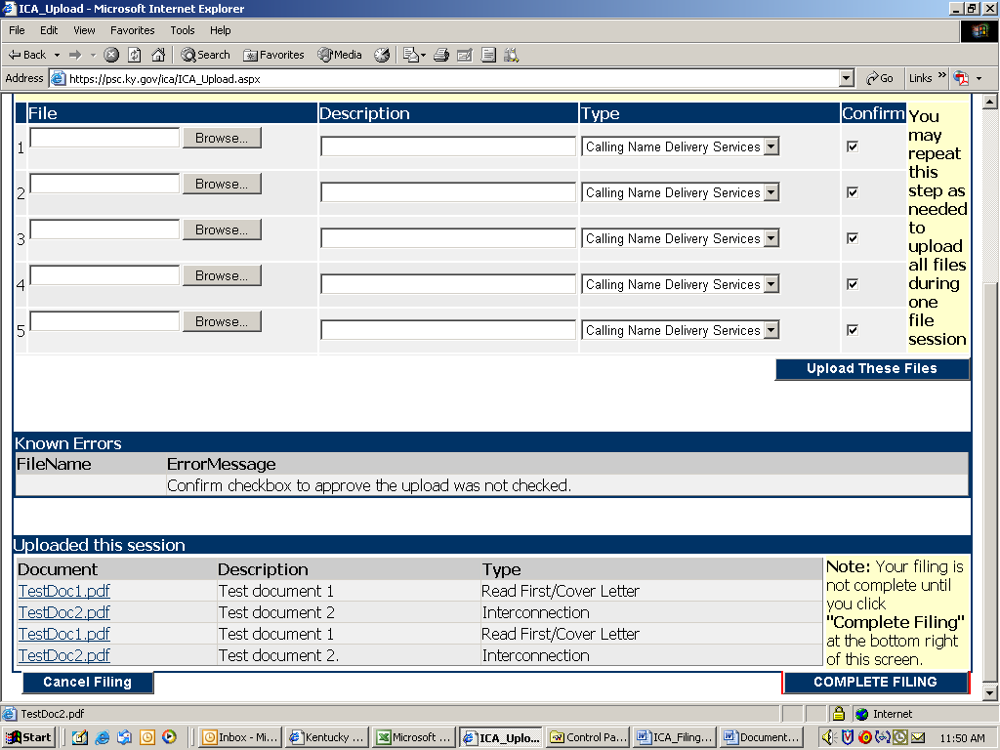 ICA_Upload - Microsoft Internet Explorer
File Edit View Favorites Tools Help
Back Search Favorites Media
Address https://psc.ky.gov/ica/ICA_Upload.aspx Go Links »
File Description Type Confirm
1 Browse... Calling Name Delivery Services
2 Browse... Calling Name Delivery Services
3 Browse... Calling Name Delivery Services
4 Browse... Calling Name Delivery Services
5 Browse... Calling Name Delivery Services
You
may
repeat
this
step as
needed
to
upload
all files
during
one
file
session
Upload These Files
Known Errors
FileName ErrorMessage
Confirm checkbox to approve the upload was not checked.
Uploaded this session
Document Description Type
TestDoc1.pdf Test document 1 Read First/Cover Letter
TestDoc2.pdf Test document 2 Interconnection
TestDoc1.pdf Test document 1 Read First/Cover Letter
TestDoc2.pdf Test document 2. Interconnection
Note: Your filing is
not complete until
you click
"Complete Filing"
at the bottom right
of this screen.
Cancel Filing COMPLETE FILING
TestDoc2.pdf Internet
Start Inbox - Mi... Kentucky ... Microsoft ... ICA_Uplo... Control Pa... ICA_Filing... Document... 11:50 AM